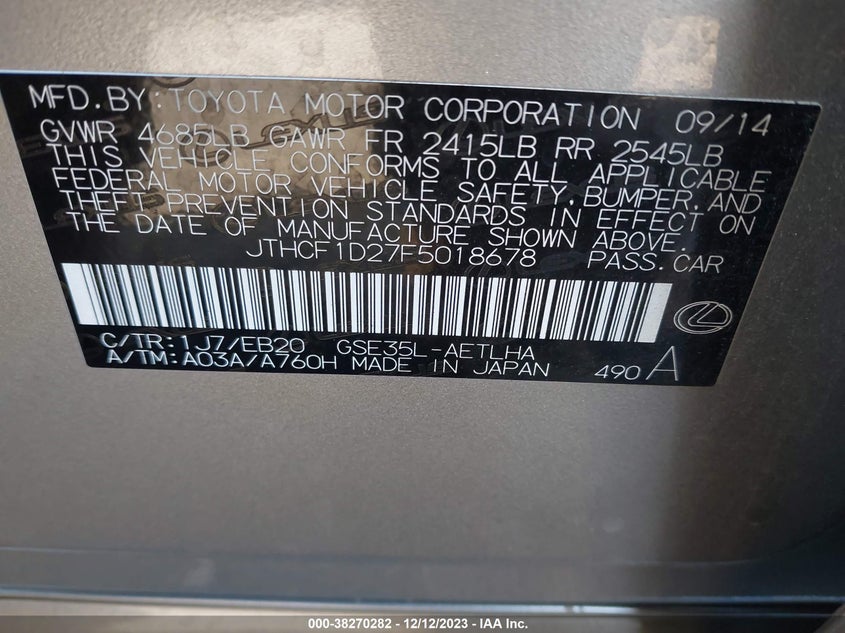 MFD. BY: TOYOTA MOTOR CORPORATION 09/14
GVWR 4685LB GAWR FR 2415LB RR 2545LB
THIS VEHICLE CONFORMS TO ALL APPLICABLE
FEDERAL MOTOR VEHICLE SAFETY, BUMPER, AND
THEFT PREVENTION STANDARDS IN EFFECT ON
THE DATE OF MANUFACTURE SHOWN ABOVE.
JTHCF1D27F5018678 PASS. CAR
C/TR: 1J7/EB20 GSE35L-AETLHA
A/TM: A03A/A760H MADE IN JAPAN 490 A
000-38270282 - 12/12/2023 - IAA Inc.